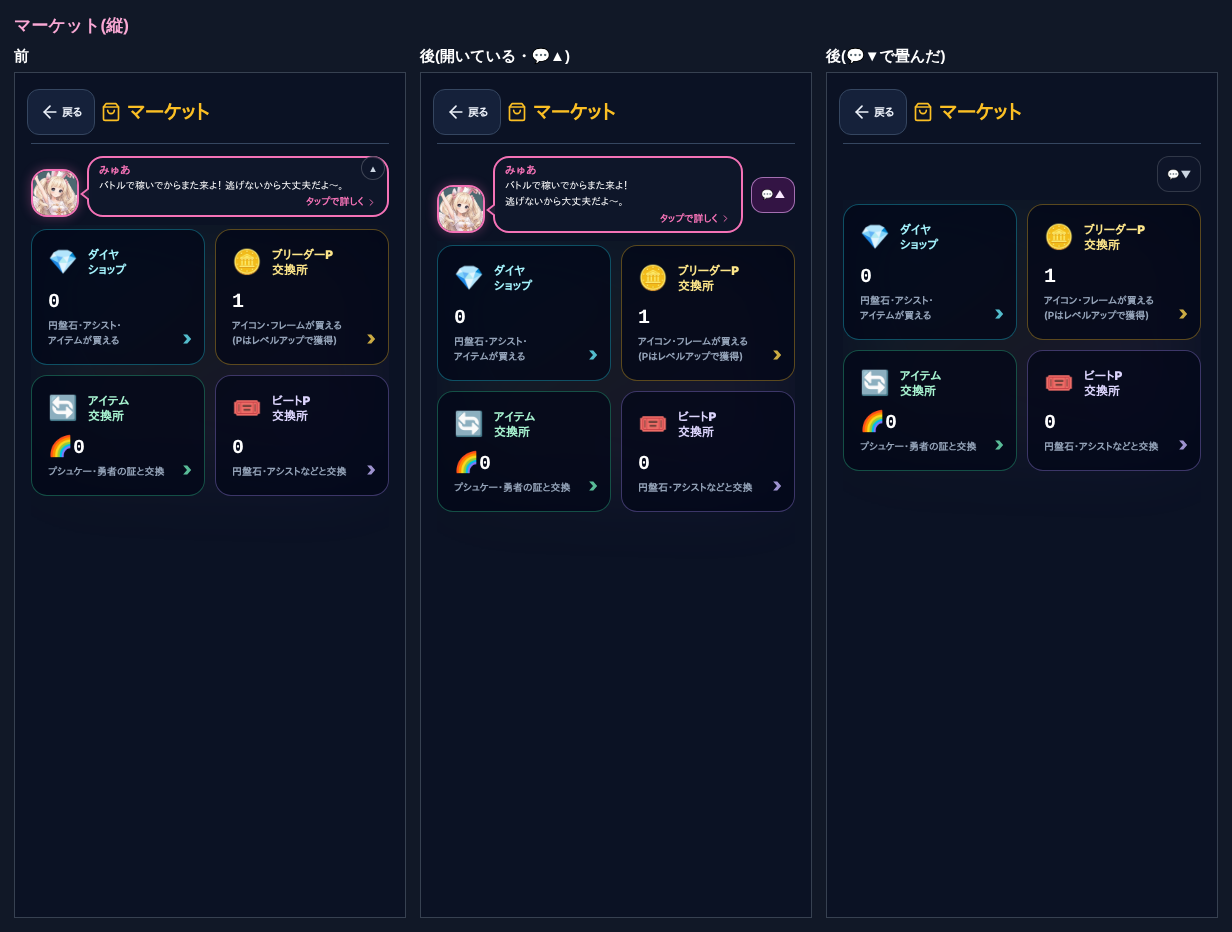 マーケット(縦)
前
戻る
マーケット
みゅあ
▲
バトルで稼いでからまた来よ! 逃げないから大丈夫だよ〜。
タップで詳しく >
ダイヤ
ショップ
0
円盤石・アシスト・
アイテムが買える
ブリーダーP
交換所
1
アイコン・フレームが買える
(Pはレベルアップで獲得)
アイテム
交換所
0
プシュケー・勇者の証と交換
ビートP
交換所
0
円盤石・アシストなどと交換
後(開いている・💬▲)
戻る
マーケット
みゅあ
バトルで稼いでからまた来よ!
逃げないから大丈夫だよ〜。
タップで詳しく >
💬▲
ダイヤ
ショップ
0
円盤石・アシスト・
アイテムが買える
ブリーダーP
交換所
1
アイコン・フレームが買える
(Pはレベルアップで獲得)
アイテム
交換所
0
プシュケー・勇者の証と交換
ビートP
交換所
0
円盤石・アシストなどと交換
後(💬▼で畳んだ)
戻る
マーケット
💬▼
ダイヤ
ショップ
0
円盤石・アシスト・
アイテムが買える
ブリーダーP
交換所
1
アイコン・フレームが買える
(Pはレベルアップで獲得)
アイテム
交換所
0
プシュケー・勇者の証と交換
ビートP
交換所
0
円盤石・アシストなどと交換